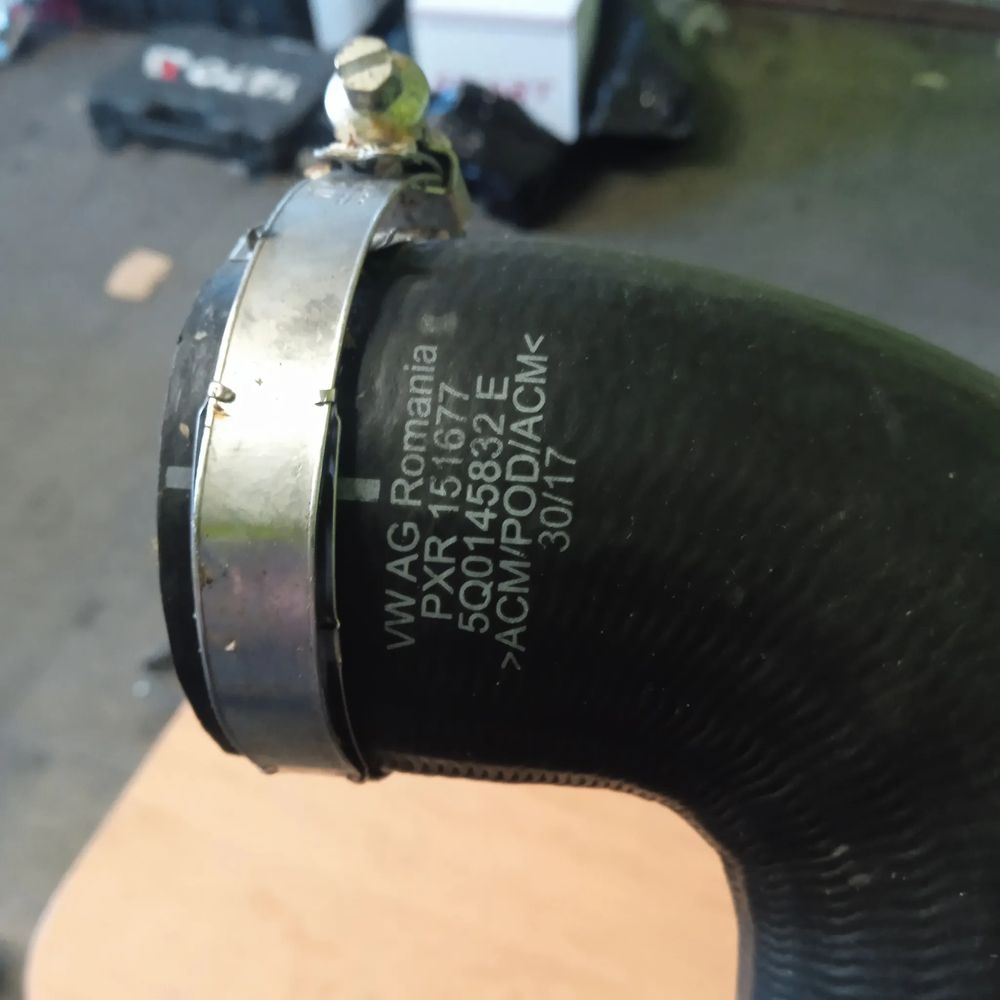 VW AG Romania
PXR 151677
5Q0145832 E
>ACM/POD/ACM<
30/17